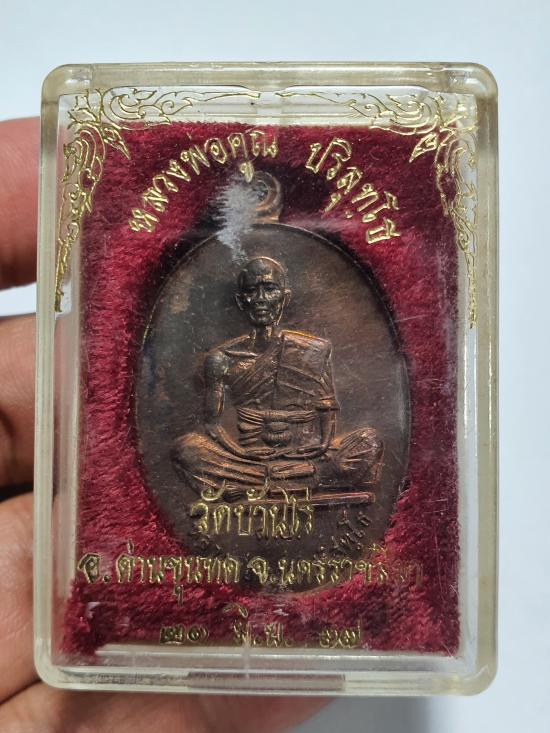 หลวงพ่อคูณ ปริสุทฺโธ
วัดบ้านไร่
อ.ด่านขุนทด จ.นครราชสีมา
๒๑ มิ.ย. ๓๗